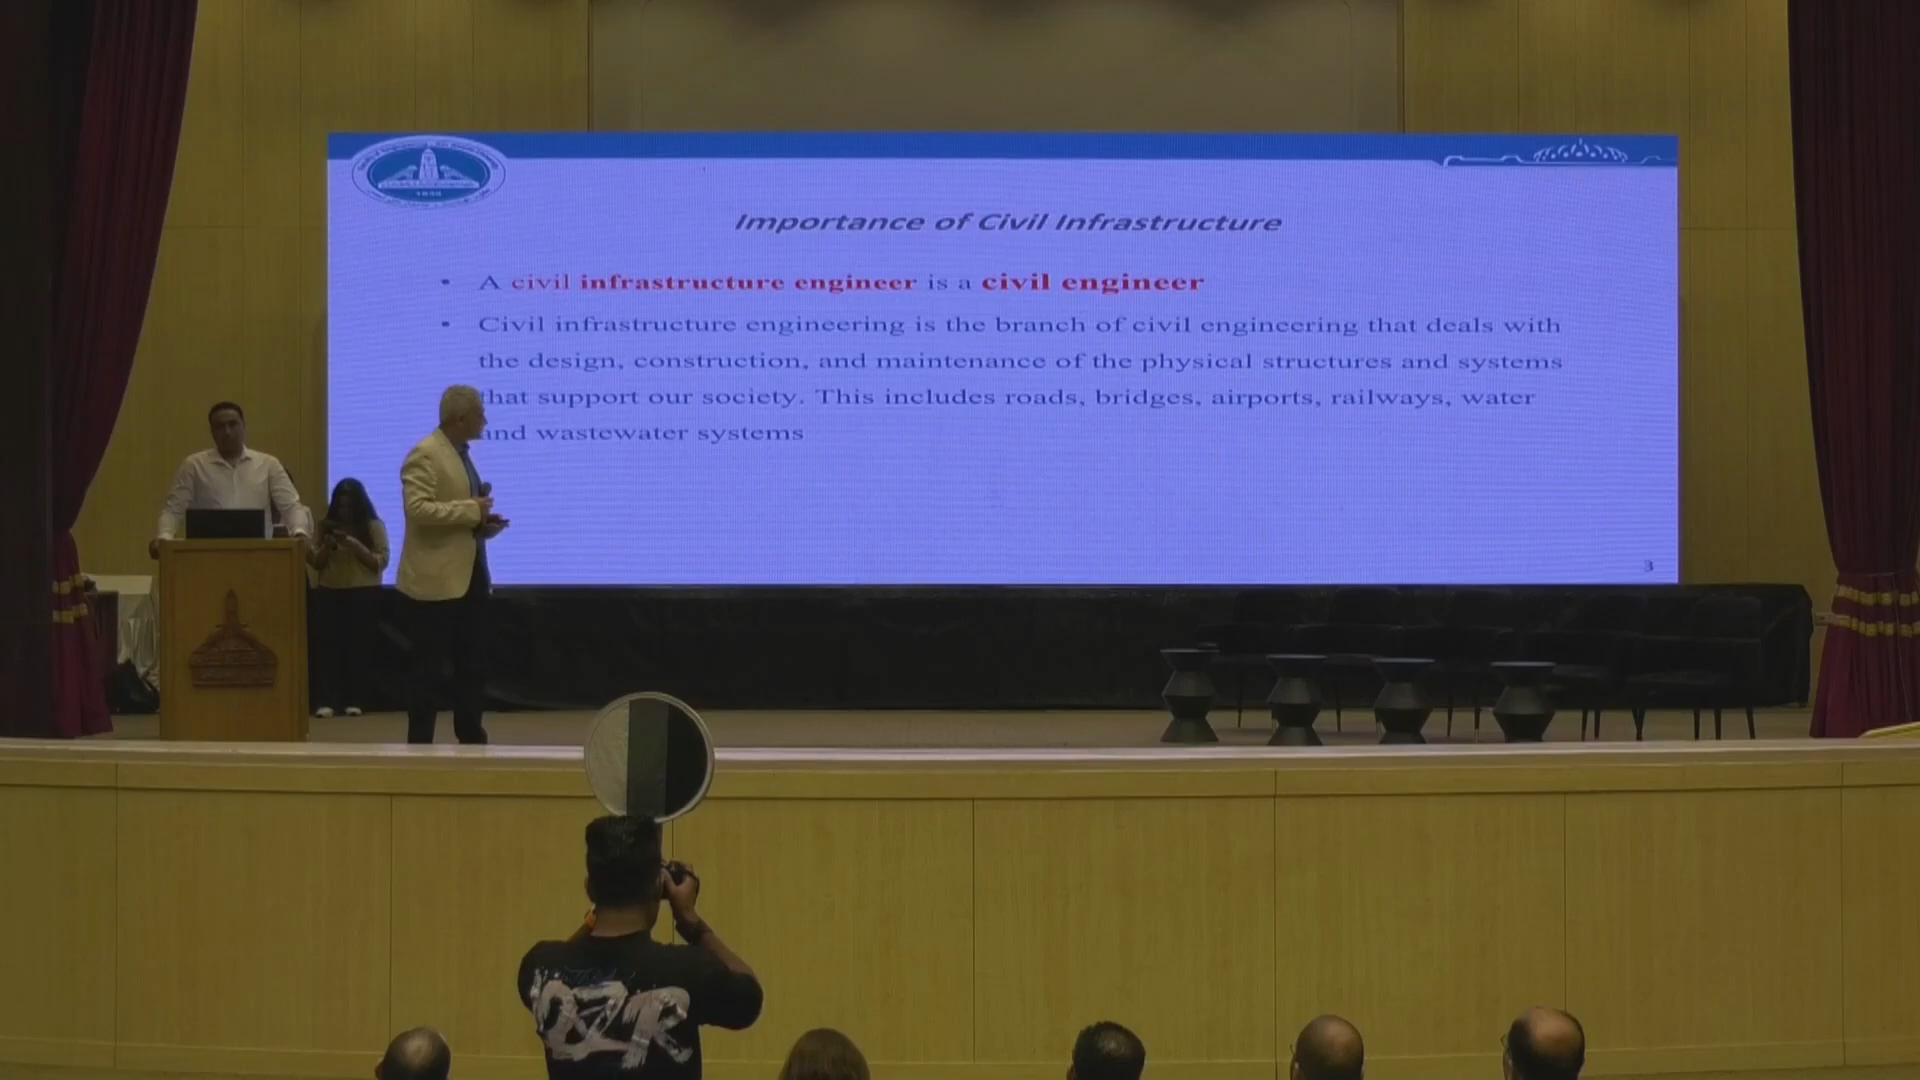 Importance of Civil Infrastructure
• A civil infrastructure engineer is a civil engineer
• Civil infrastructure engineering is the branch of civil engineering that deals with
the design, construction, and maintenance of the physical structures and systems
that support our society. This includes roads, bridges, airports, railways, water
and wastewater systems
3